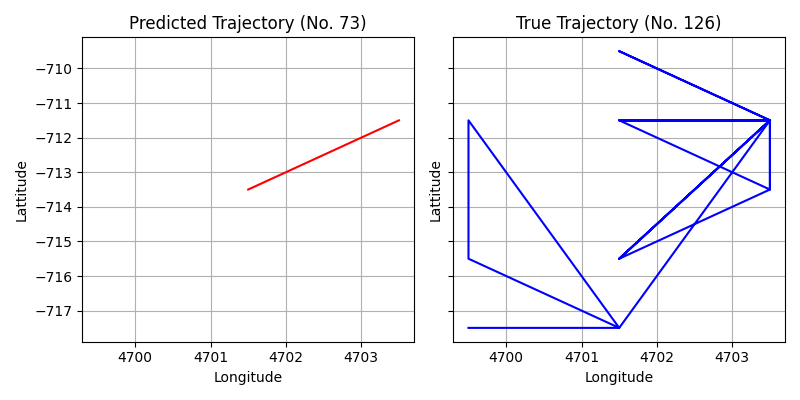 Predicted Trajectory (No. 73)
True Trajectory (No. 126)
−710
−711
−712
−713
−714
−715
−716
−717
Lattitude
Lattitude
4700 4701 4702 4703
4700 4701 4702 4703
Longitude
Longitude